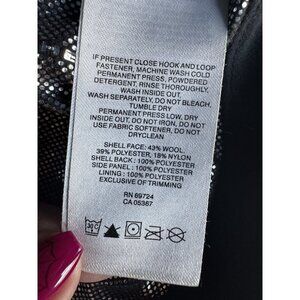 IF PRESENT CLOSE HOOK AND LOOP
FASTENER, MACHINE WASH COLD
PERMANENT PRESS, POWDERED
DETERGENT, RINSE THOROUGHLY.
WASH INSIDE OUT,
WASH SEPARATELY, DO NOT BLEACH,
TUMBLE DRY
PERMANENT PRESS LOW, DRY
INSIDE OUT, DO NOT IRON, DO NOT
USE FABRIC SOFTENER, DO NOT
DRYCLEAN
SHELL FACE: 43% WOOL,
39% POLYESTER, 18% NYLON
SHELL BACK: 100% POLYESTER
SIDE PANEL : 100% POLYESTER
LINING : 100% POLYESTER
EXCLUSIVE OF TRIMMING
RN 69724
CA 05367
30°C